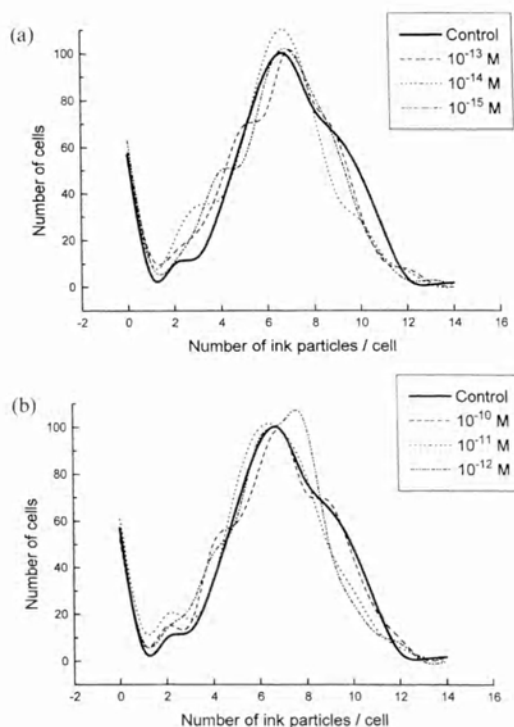 (a)
Control
10⁻¹³ M
10⁻¹⁴ M
10⁻¹⁵ M
Number of cells
100
80
60
40
20
0
-2 0 2 4 6 8 10 12 14 16
Number of ink particles / cell
(b)
Control
10⁻¹⁰ M
10⁻¹¹ M
10⁻¹² M
Number of cells
100
80
60
40
20
0
-2 0 2 4 6 8 10 12 14 16
Number of ink particles / cell